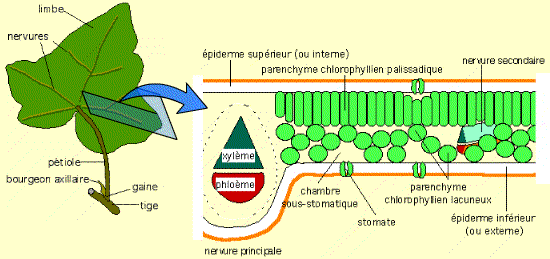 limbe
nervures
pétiole
bourgeon axillaire
gaine
tige
épiderme supérieur (ou interne)
parenchyme chlorophyllien palissadique
nervure secondaire
xylème
phloème
chambre
sous-stomatique
stomate
parenchyme
chlorophyllien lacuneux
épiderme inférieur
(ou externe)
nervure principale